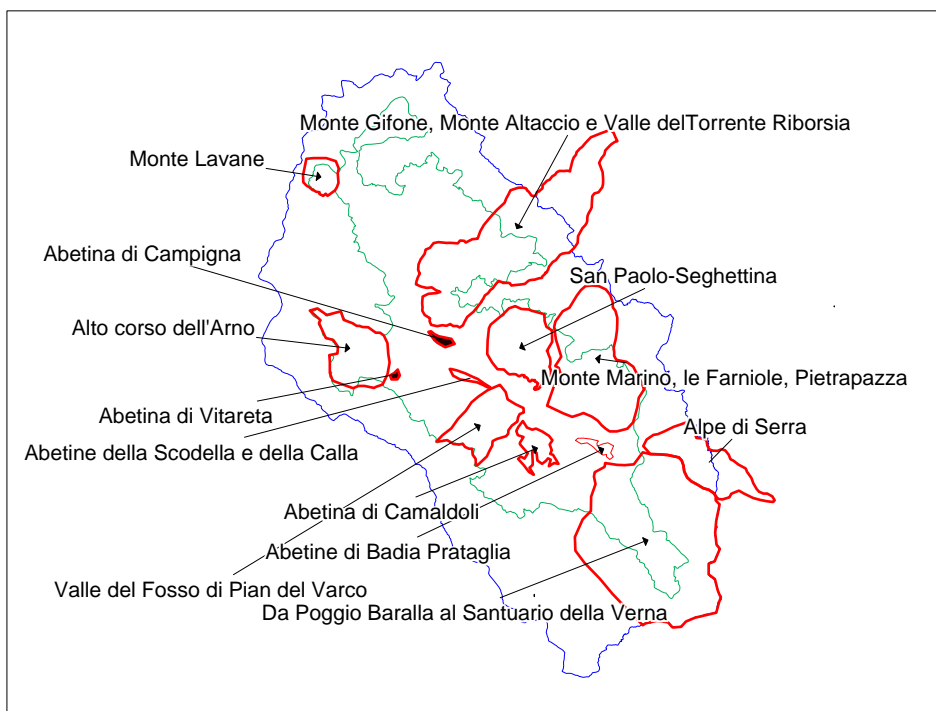 Monte Gifone, Monte Altaccio e Valle delTorrente Riborsia
Monte Lavane
Abetina di Campigna
San Paolo-Seghettina
Alto corso dell'Arno
Monte Marino, le Farniole, Pietrapazza
Abetina di Vitareta
Alpe di Serra
Abetine della Scodella e della Calla
Abetina di Camaldoli
Abetine di Badia Prataglia
Valle del Fosso di Pian del Varco
Da Poggio Baralla al Santuario della Verna